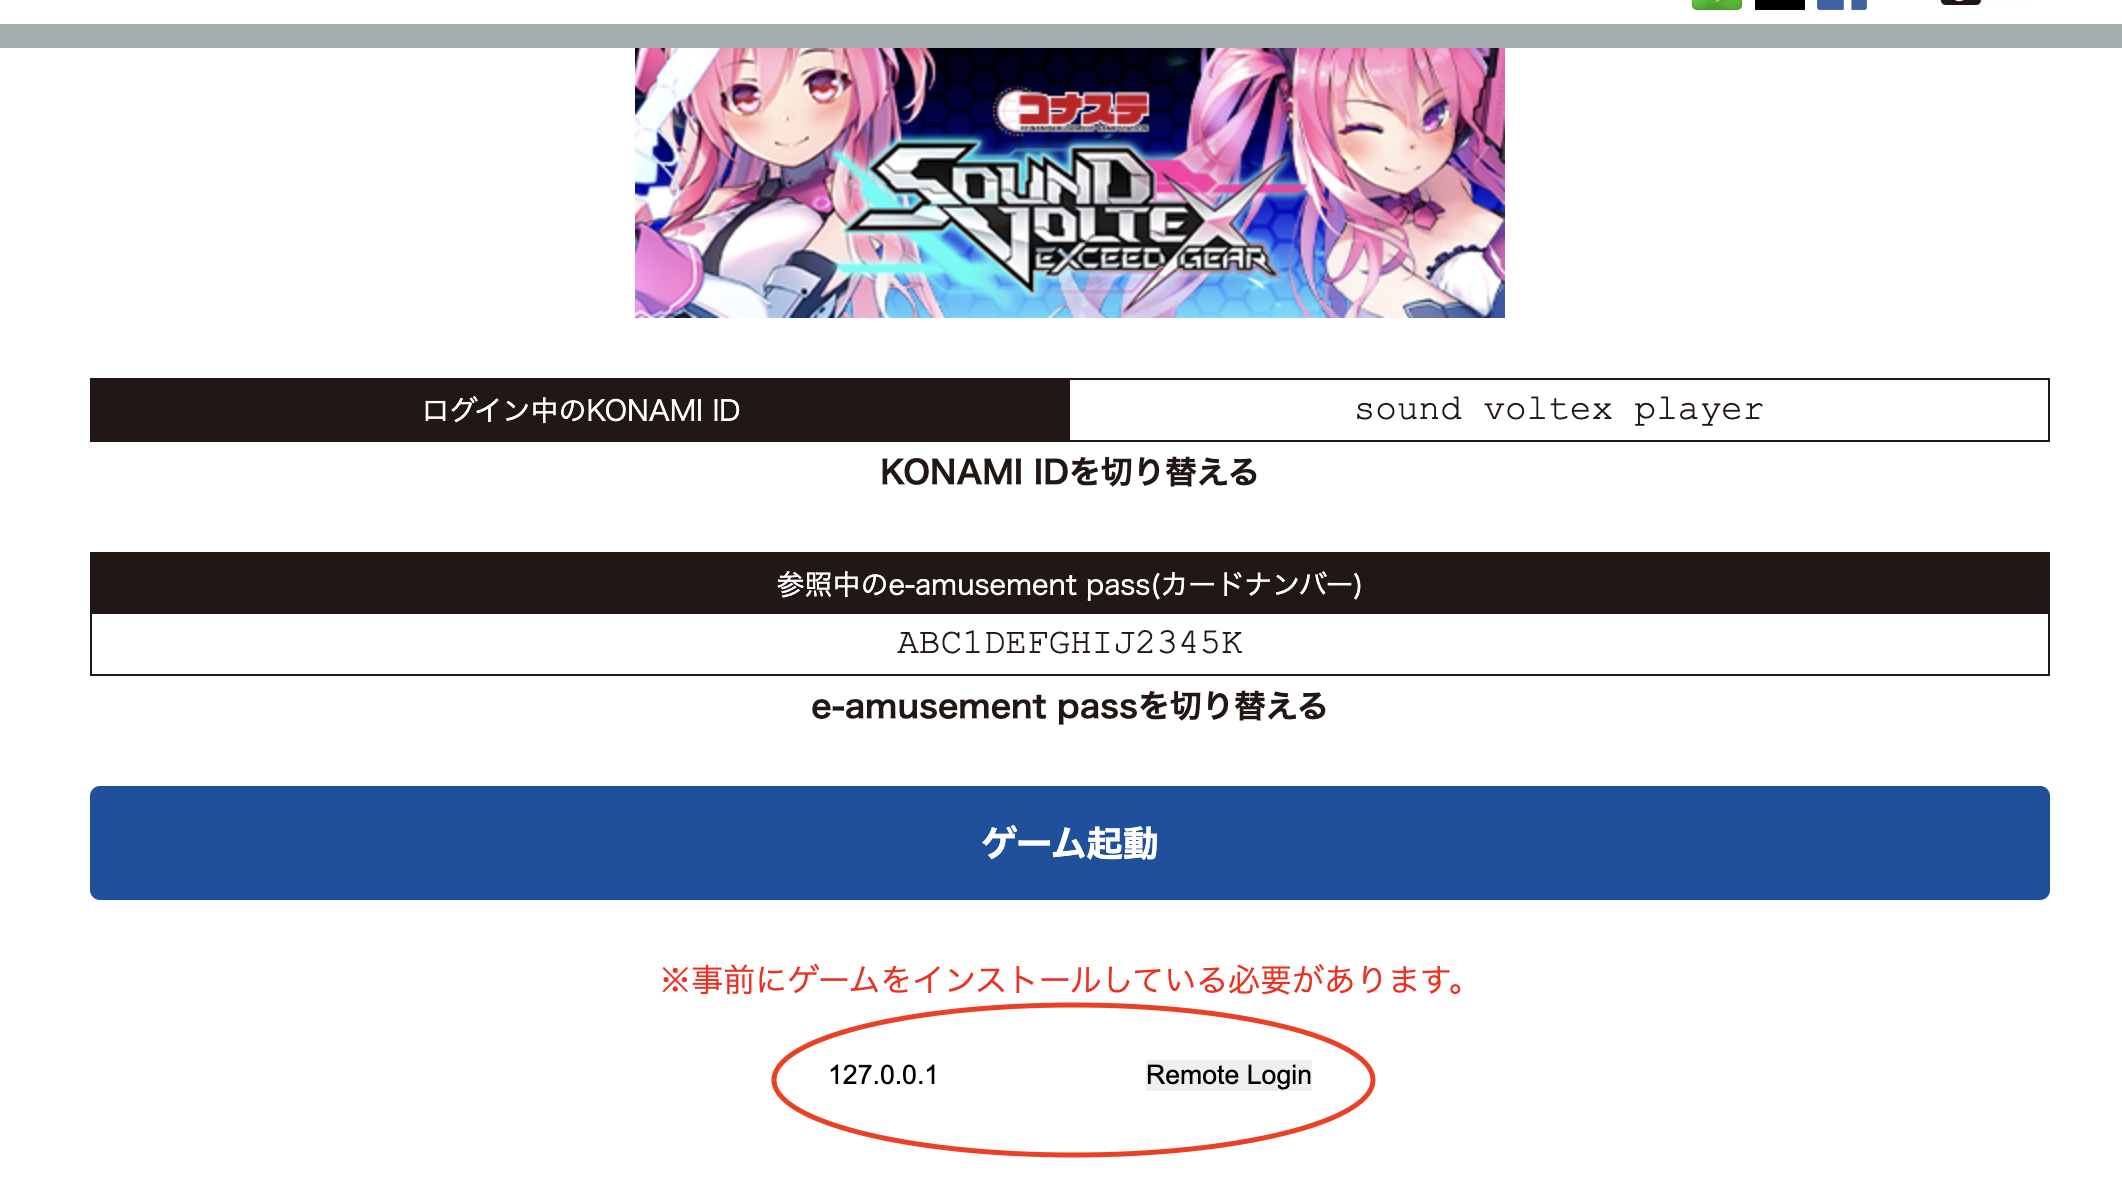 コナステ
SOUND
VOLTEX
EXCEED GEAR
ログイン中のKONAMI ID
sound voltex player
KONAMI IDを切り替える
参照中のe-amusement pass(カードナンバー)
ABC1DEFGHIJ2345K
e-amusement passを切り替える
ゲーム起動
※事前にゲームをインストールしている必要があります。
127.0.0.1
Remote Login